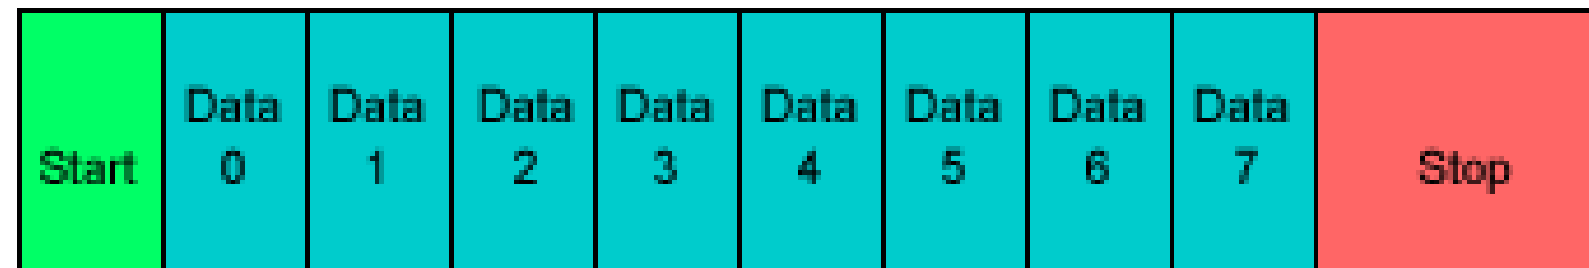 Start
Data 0
Data 1
Data 2
Data 3
Data 4
Data 5
Data 6
Data 7
Stop